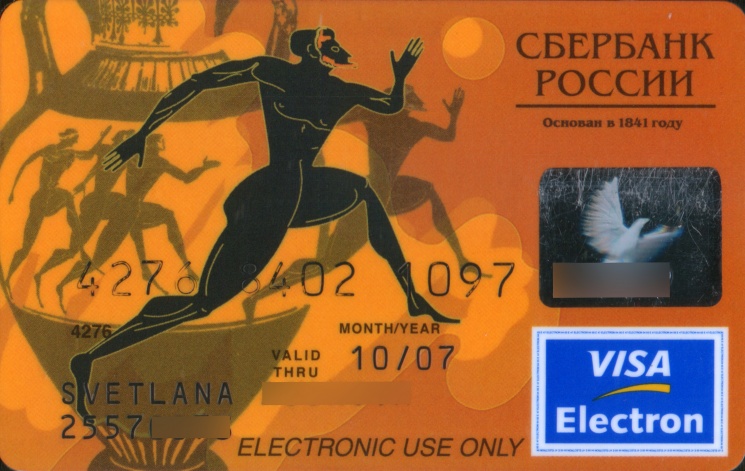 СБЕРБАНК
РОССИИ
Основан в 1841 году
4276 8402 1097
4276
MONTH/YEAR
VALID
THRU
10/07
SVETLANA
2557
ELECTRONIC USE ONLY
VISA
Electron